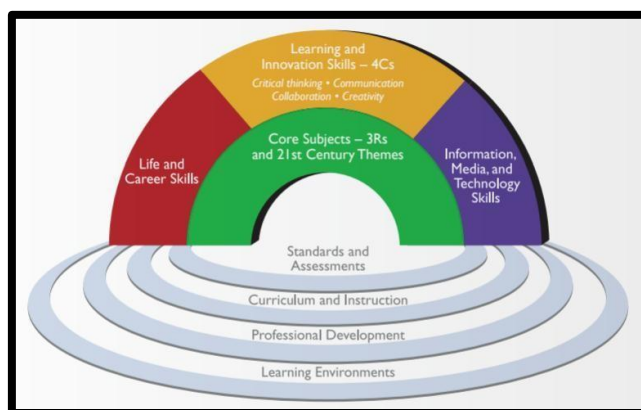 Learning and
Innovation Skills – 4Cs
Critical thinking • Communication
Collaboration • Creativity
Core Subjects – 3Rs
and 21st Century Themes
Life and
Career Skills
Information,
Media, and
Technology
Skills
Standards and
Assessments
Curriculum and Instruction
Professional Development
Learning Environments